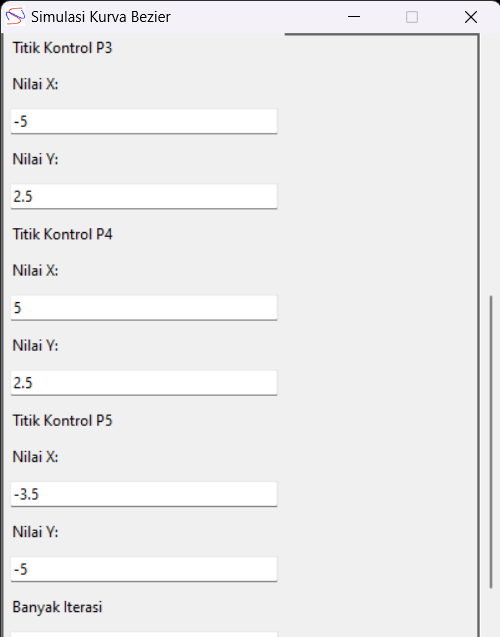 Simulasi Kurva Bezier
Titik Kontrol P3
Nilai X:
-5
Nilai Y:
2.5
Titik Kontrol P4
Nilai X:
5
Nilai Y:
2.5
Titik Kontrol P5
Nilai X:
-3.5
Nilai Y:
-5
Banyak Iterasi